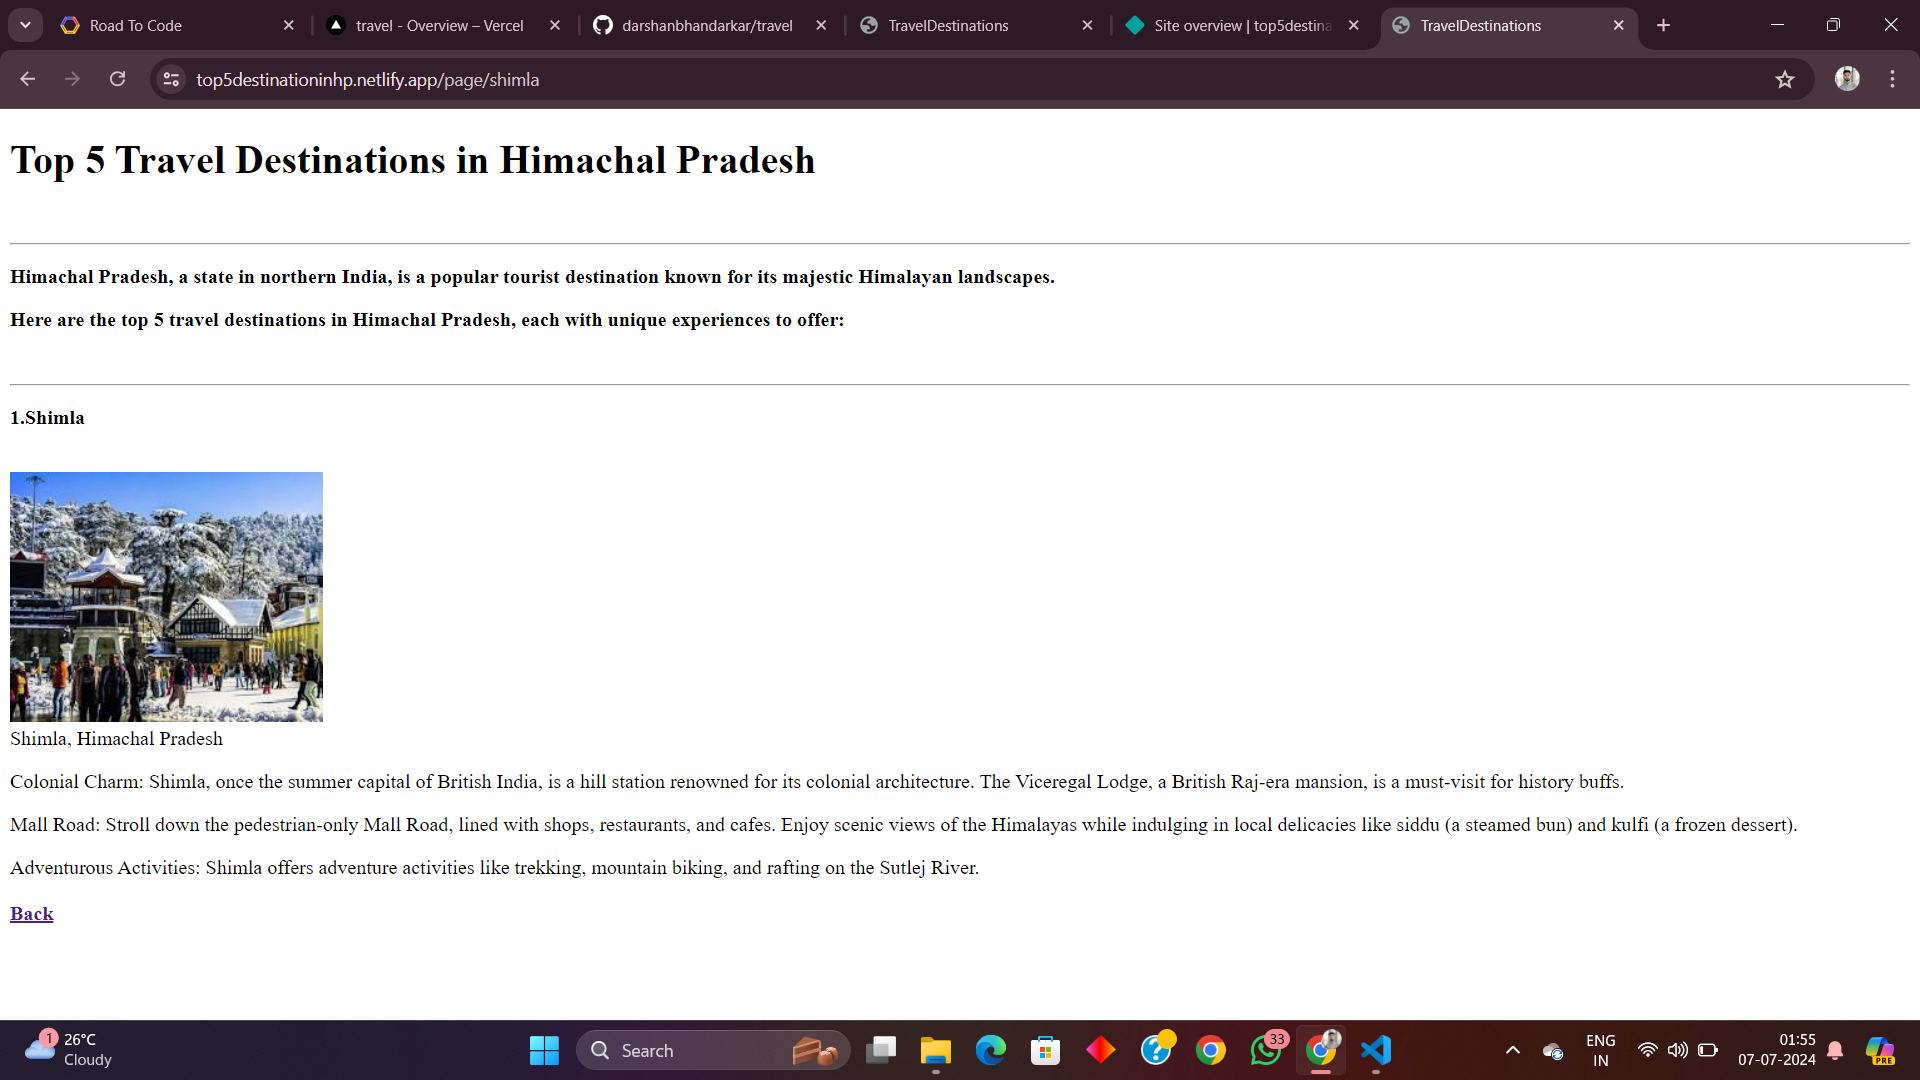 Road To Code
travel - Overview – Vercel
darshanbhandarkar/travel
TravelDestinations
Site overview | top5destina
TravelDestinations
top5destinationinhp.netlify.app/page/shimla
Top 5 Travel Destinations in Himachal Pradesh
Himachal Pradesh, a state in northern India, is a popular tourist destination known for its majestic Himalayan landscapes.
Here are the top 5 travel destinations in Himachal Pradesh, each with unique experiences to offer:
1.Shimla
Shimla, Himachal Pradesh
Colonial Charm: Shimla, once the summer capital of British India, is a hill station renowned for its colonial architecture. The Viceregal Lodge, a British Raj-era mansion, is a must-visit for history buffs.
Mall Road: Stroll down the pedestrian-only Mall Road, lined with shops, restaurants, and cafes. Enjoy scenic views of the Himalayas while indulging in local delicacies like siddu (a steamed bun) and kulfi (a frozen dessert).
Adventurous Activities: Shimla offers adventure activities like trekking, mountain biking, and rafting on the Sutlej River.
Back
1
26°C
Cloudy
Search
33
ENG
IN
01:55
07-07-2024
PRE